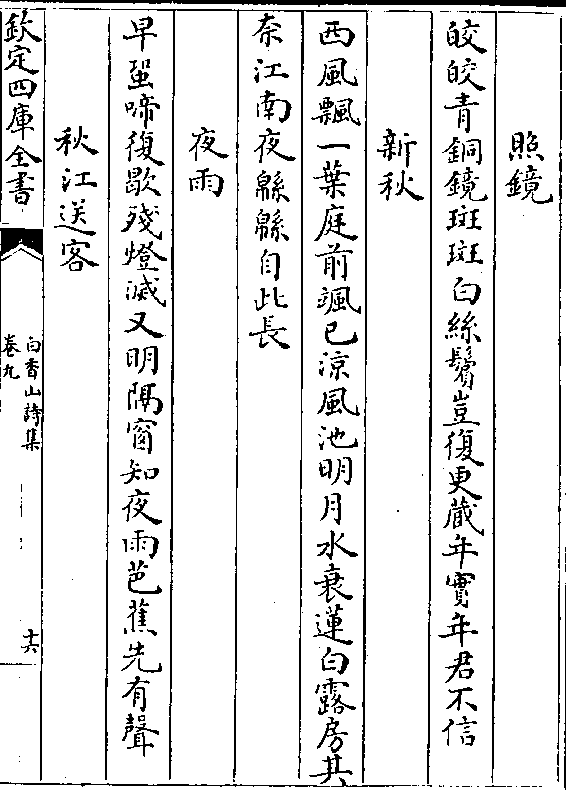 照鏡
皎皎青銅鏡斑斑白絲鬢豈復更藏年實年君不信
新秋
西風飄一葉庭前颯已涼風池明月水衰蓮白露房其
奈江南夜緜緜自此長
夜雨
早蛩啼復歇殘燈滅又明隔窗知夜雨芭蕉先有聲
秋江送客
欽定四庫全書
白香山詩集
卷九
十六